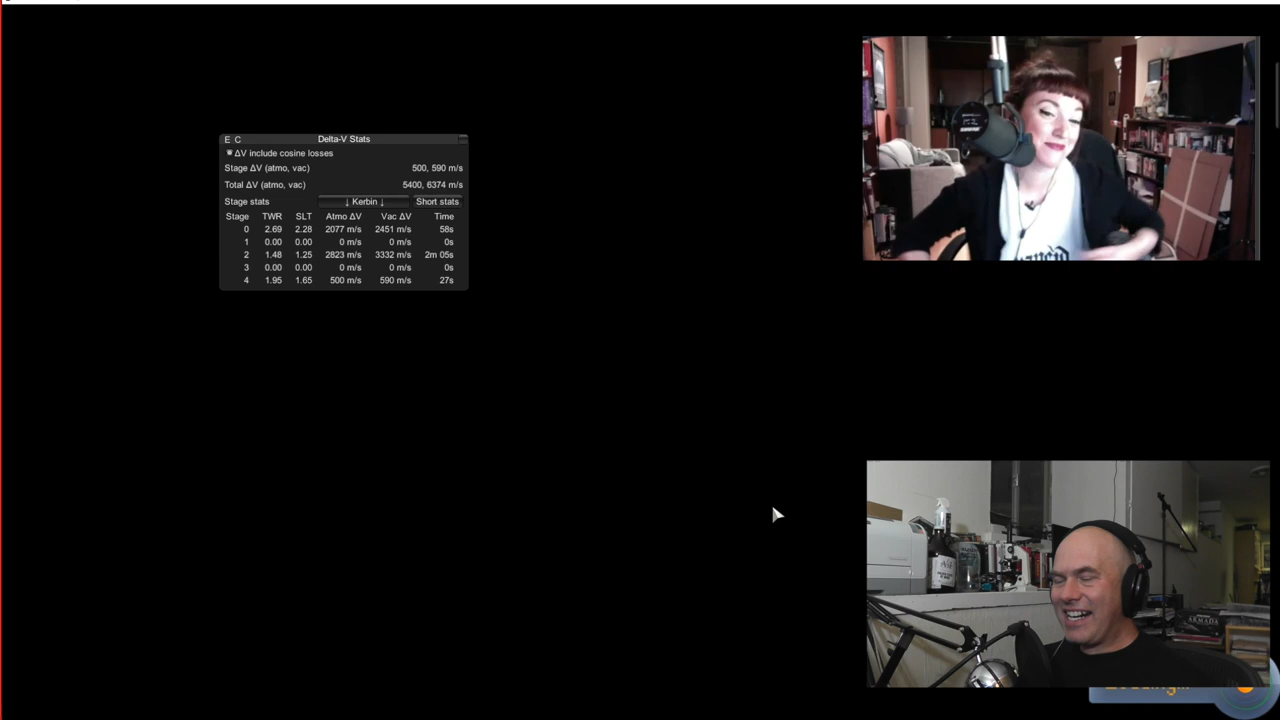 E C Delta-V Stats
ΔV include cosine losses
Stage ΔV (atmo, vac) 500, 590 m/s
Total ΔV (atmo, vac) 5400, 6374 m/s
Stage stats ↓ Kerbin ↓ Short stats
Stage TWR SLT Atmo ΔV Vac ΔV Time
0 2.69 2.28 2077 m/s 2451 m/s 58s
1 0.00 0.00 0 m/s 0 m/s 0s
2 1.48 1.25 2823 m/s 3332 m/s 2m 05s
3 0.00 0.00 0 m/s 0 m/s 0s
4 1.95 1.65 500 m/s 590 m/s 27s
ARMADA